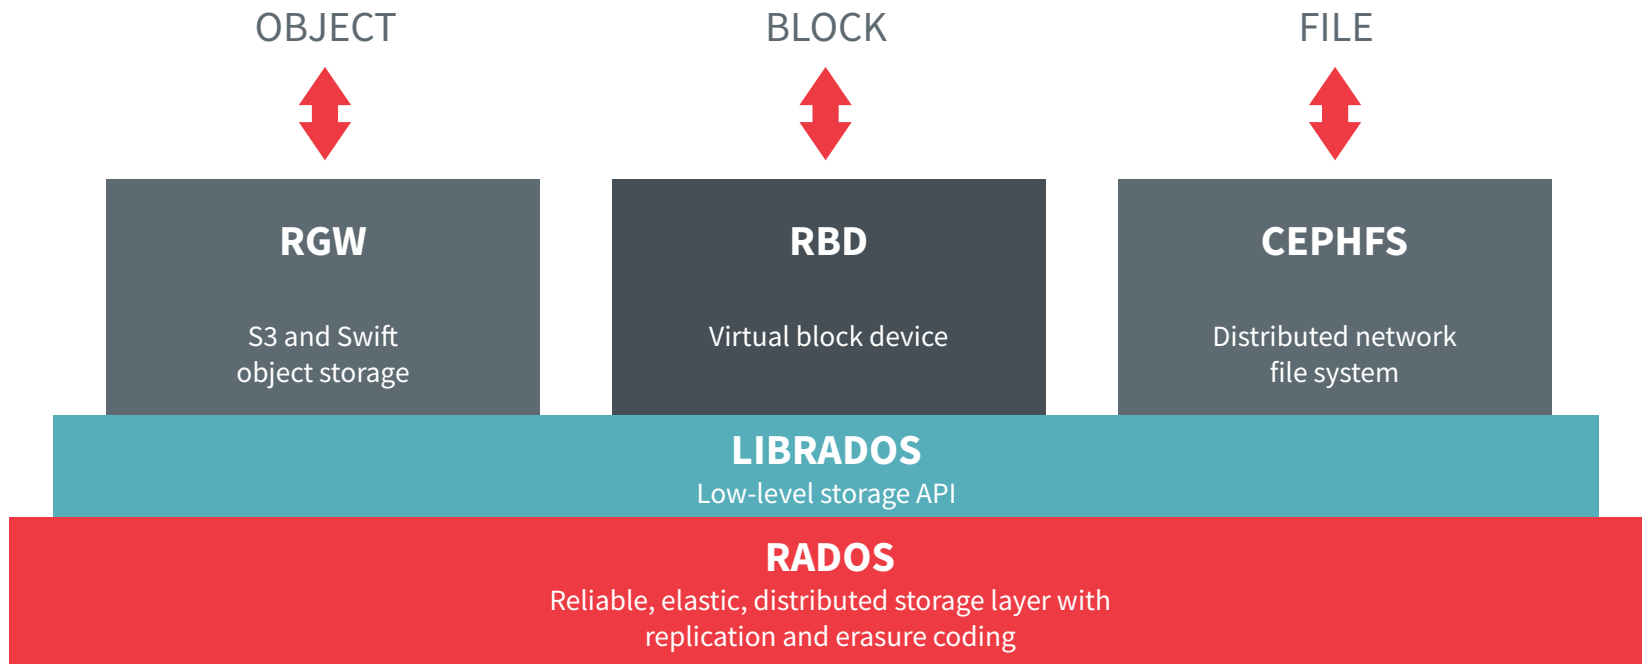 OBJECT
BLOCK
FILE
RGW
S3 and Swift
object storage
RBD
Virtual block device
CEPHFS
Distributed network
file system
LIBRADOS
Low-level storage API
RADOS
Reliable, elastic, distributed storage layer with
replication and erasure coding